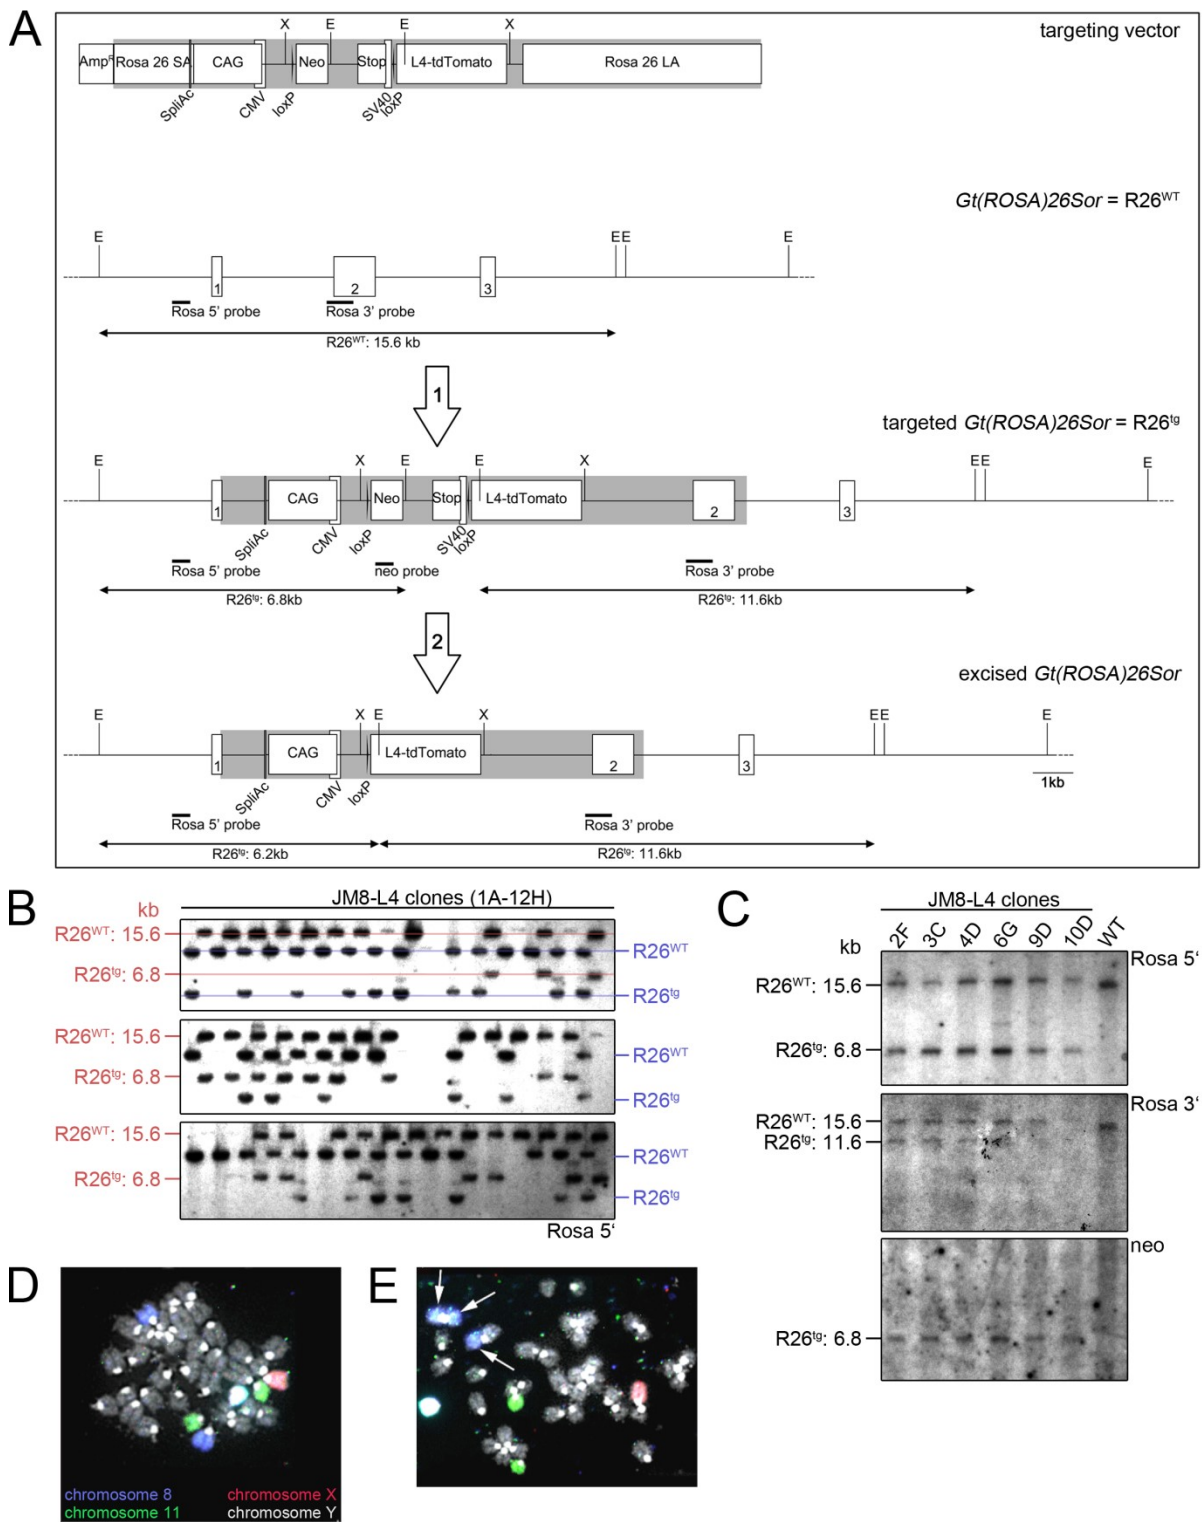 A
targeting vector
X E E X
Amp^R Rosa 26 SA CAG Neo Stop L4-tdTomato Rosa 26 LA
SpliAc CMV loxP SV40 loxP
Gt(ROSA)26Sor = R26^WT
E E E E
1 2 3
Rosa 5' probe Rosa 3' probe
R26^WT: 15.6 kb
1
targeted Gt(ROSA)26Sor = R26^tg
E X E E X E E E
1 CAG Neo Stop L4-tdTomato 2 3
SpliAc CMV loxP SV40 loxP
Rosa 5' probe neo probe Rosa 3' probe
R26^tg: 6.8kb R26^tg: 11.6kb
2
excised Gt(ROSA)26Sor
E X E X E E E
1 CAG L4-tdTomato 2 3
1kb
SpliAc CMV loxP
Rosa 5' probe Rosa 3' probe
R26^tg: 6.2kb R26^tg: 11.6kb
B
JM8-L4 clones (1A-12H)
kb
R26^WT: 15.6
R26^WT
R26^tg: 6.8
R26^tg
R26^WT: 15.6
R26^WT
R26^tg: 6.8
R26^tg
R26^WT: 15.6
R26^WT
R26^tg: 6.8
R26^tg
Rosa 5'
C
JM8-L4 clones
2F 3C 4D 6G 9D 10D WT
kb
Rosa 5'
R26^WT: 15.6
R26^tg: 6.8
Rosa 3'
R26^WT: 15.6
R26^tg: 11.6
neo
R26^tg: 6.8
D
chromosome 8 chromosome X
chromosome 11 chromosome Y
E